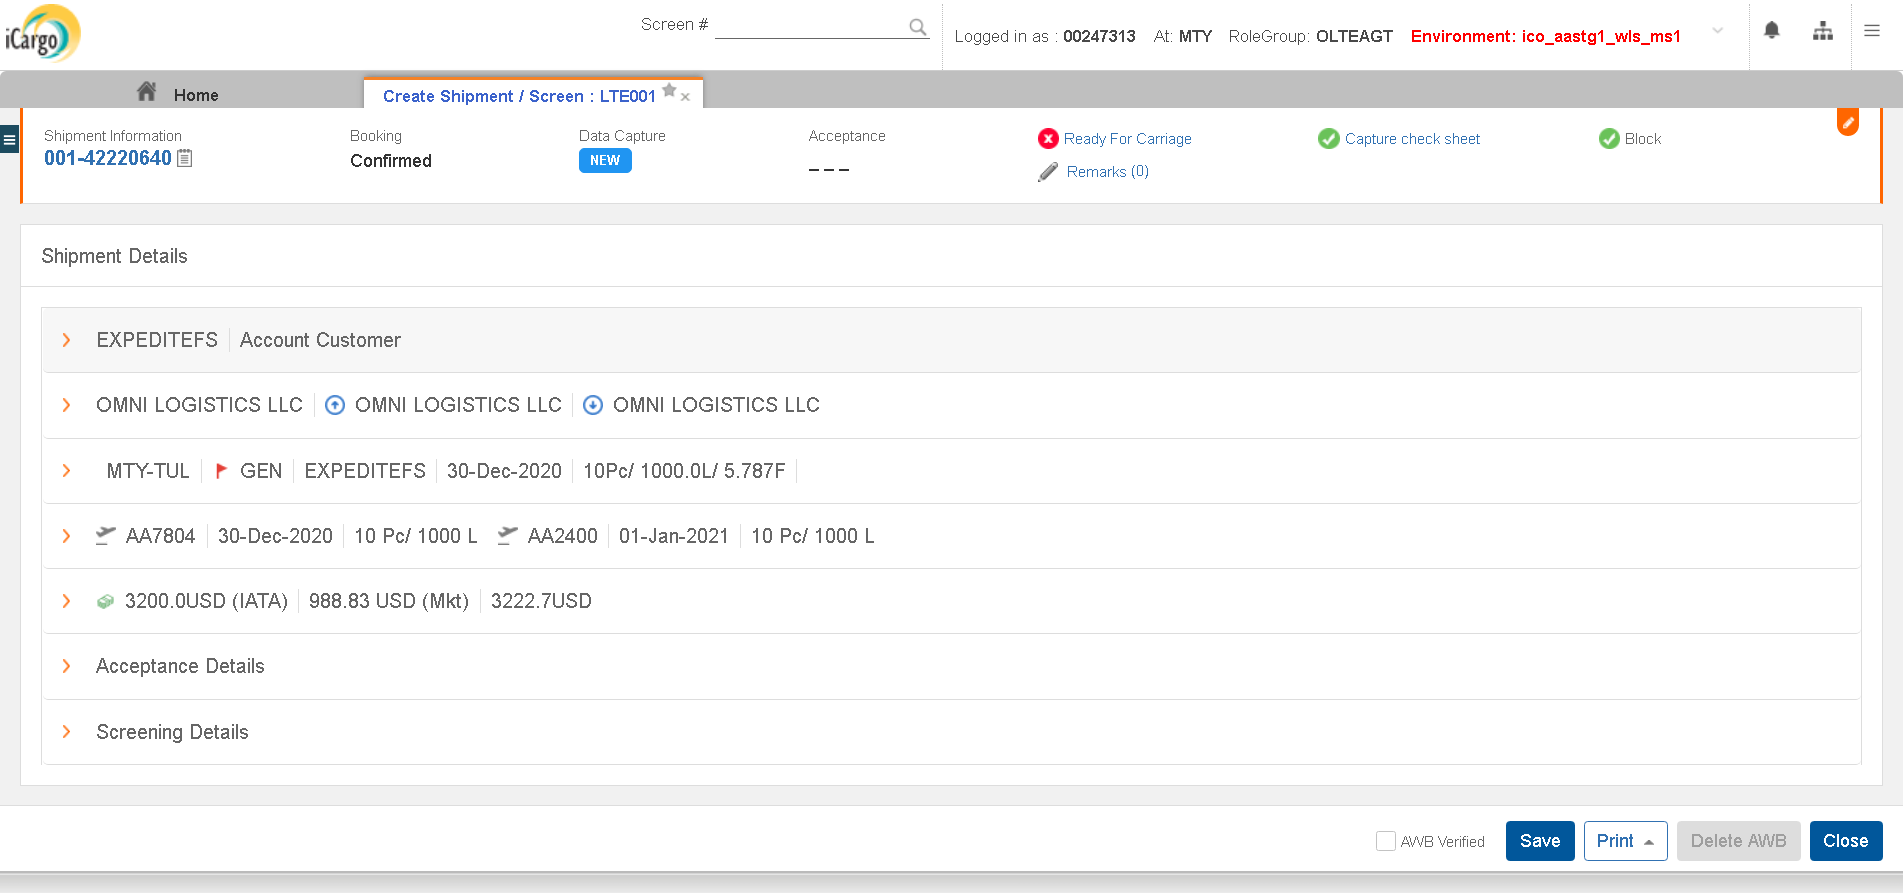 iCargo
Screen #
Logged in as : 00247313 At: MTY RoleGroup: OLTEAGT Environment: ico_aastg1_wls_ms1
Home
Create Shipment / Screen : LTE001
Shipment Information
001-42220640
Booking
Confirmed
Data Capture
NEW
Acceptance
– – –
Ready For Carriage
Remarks (0)
Capture check sheet
Block
Shipment Details
EXPEDITEFS Account Customer
OMNI LOGISTICS LLC OMNI LOGISTICS LLC OMNI LOGISTICS LLC
MTY-TUL GEN EXPEDITEFS 30-Dec-2020 10Pc/ 1000.0L/ 5.787F
AA7804 30-Dec-2020 10 Pc/ 1000 L AA2400 01-Jan-2021 10 Pc/ 1000 L
3200.0USD (IATA) 988.83 USD (Mkt) 3222.7USD
Acceptance Details
Screening Details
AWB Verified Save Print Delete AWB Close